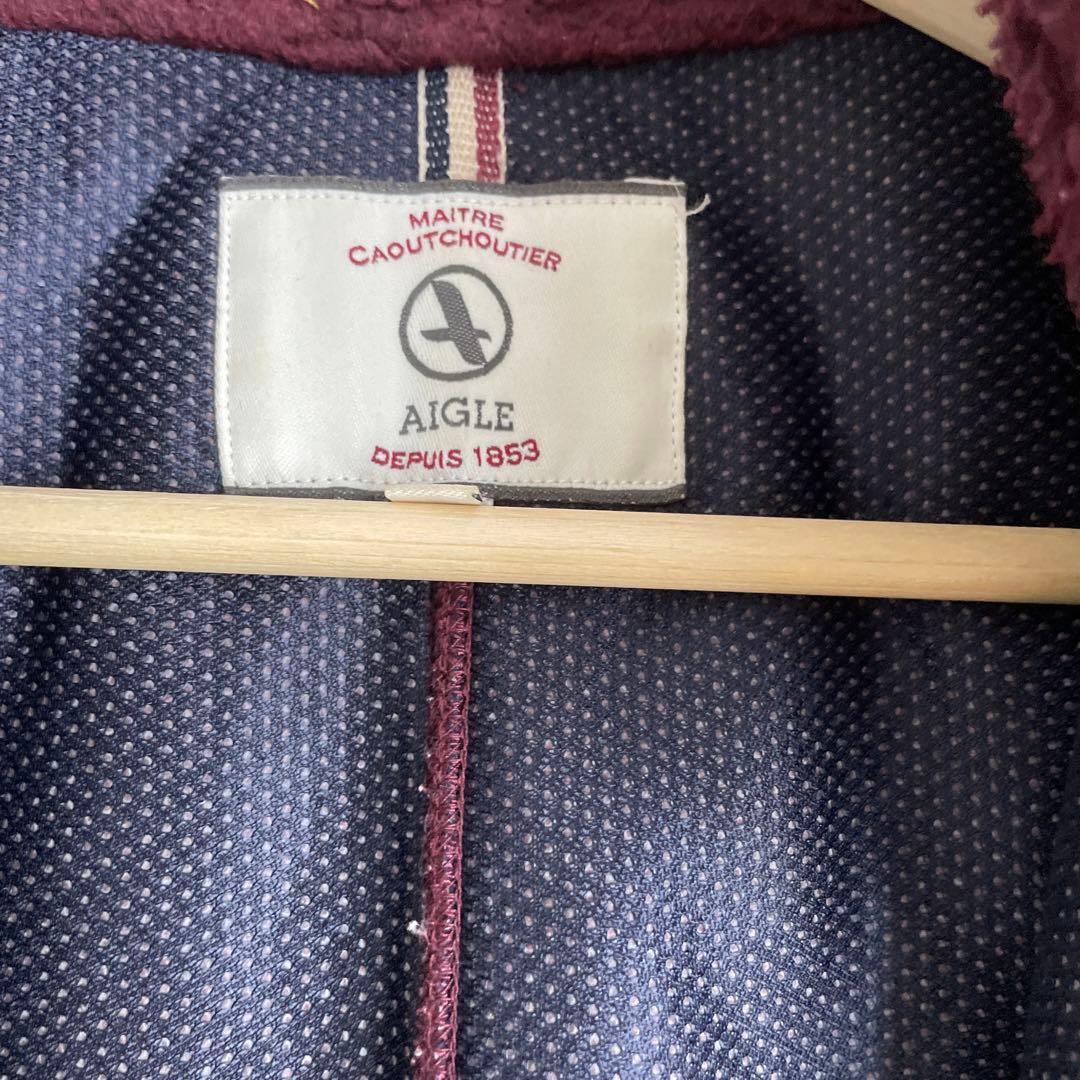 MAITRE
CAOUTCHOUTIER
AIGLE
DEPUIS 1853